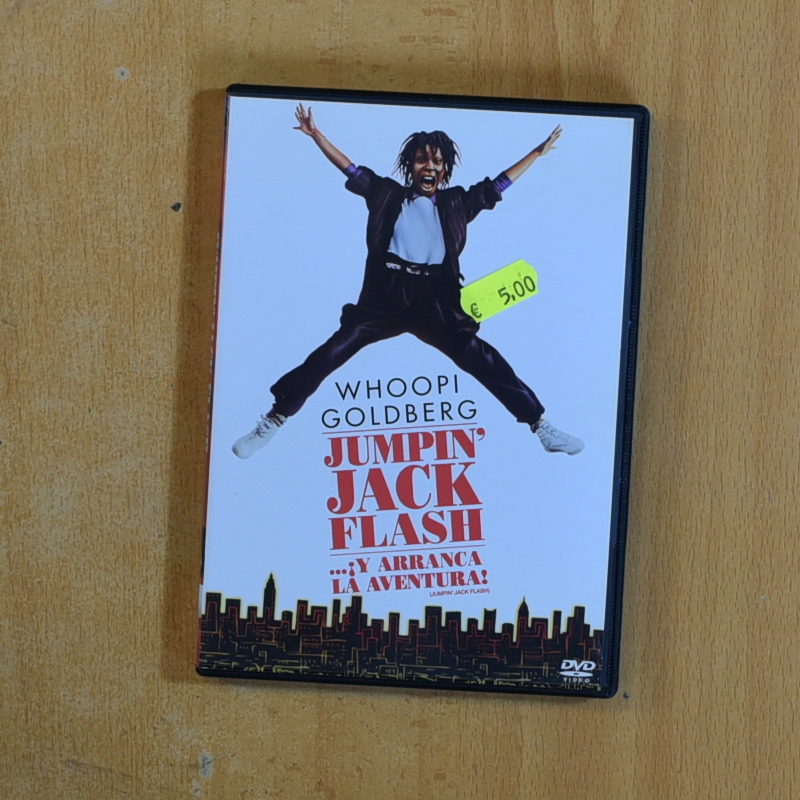 € 5,00
WHOOPI
GOLDBERG
JUMPIN'
JACK
FLASH
...¡Y ARRANCA
LA AVENTURA!
(JUMPIN' JACK FLASH)
DVD
VIDEO